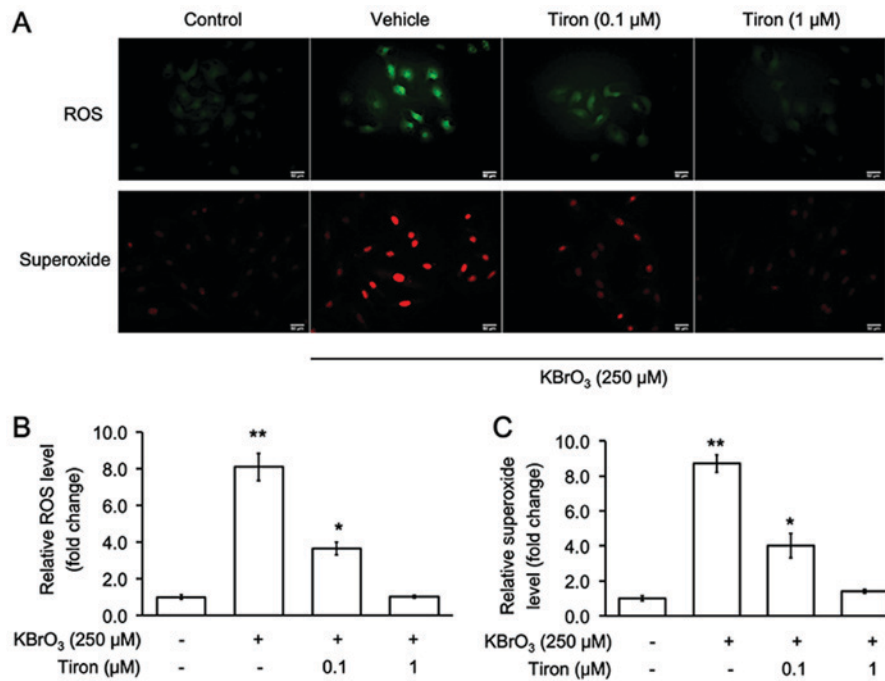 A
Control Vehicle Tiron (0.1 µM) Tiron (1 µM)
ROS
Superoxide
KBrO₃ (250 µM)
B
Relative ROS level
(fold change)
10.0
8.0
6.0
4.0
2.0
0.0
**
*
KBrO₃ (250 µM) - + + +
Tiron (µM) - - 0.1 1
C
Relative superoxide
level (fold change)
10.0
8.0
6.0
4.0
2.0
0.0
**
*
KBrO₃ (250 µM) - + + +
Tiron (µM) - - 0.1 1